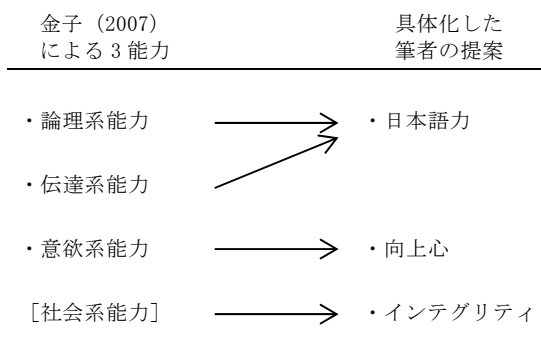 金子（2007）
による3能力
具体化した
筆者の提案
・論理系能力
・日本語力
・伝達系能力
・意欲系能力
・向上心
［社会系能力］
・インテグリティ